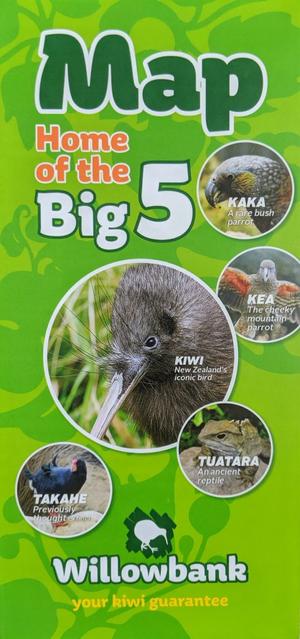 Map
Home
of the
Big 5
KAKA
A rare bush
parrot
KEA
The cheeky
mountain
parrot
KIWI
New Zealand's
iconic bird
TUATARA
An ancient
reptile
TAKAHE
Previously
thought
Willowbank
your kiwi guarantee